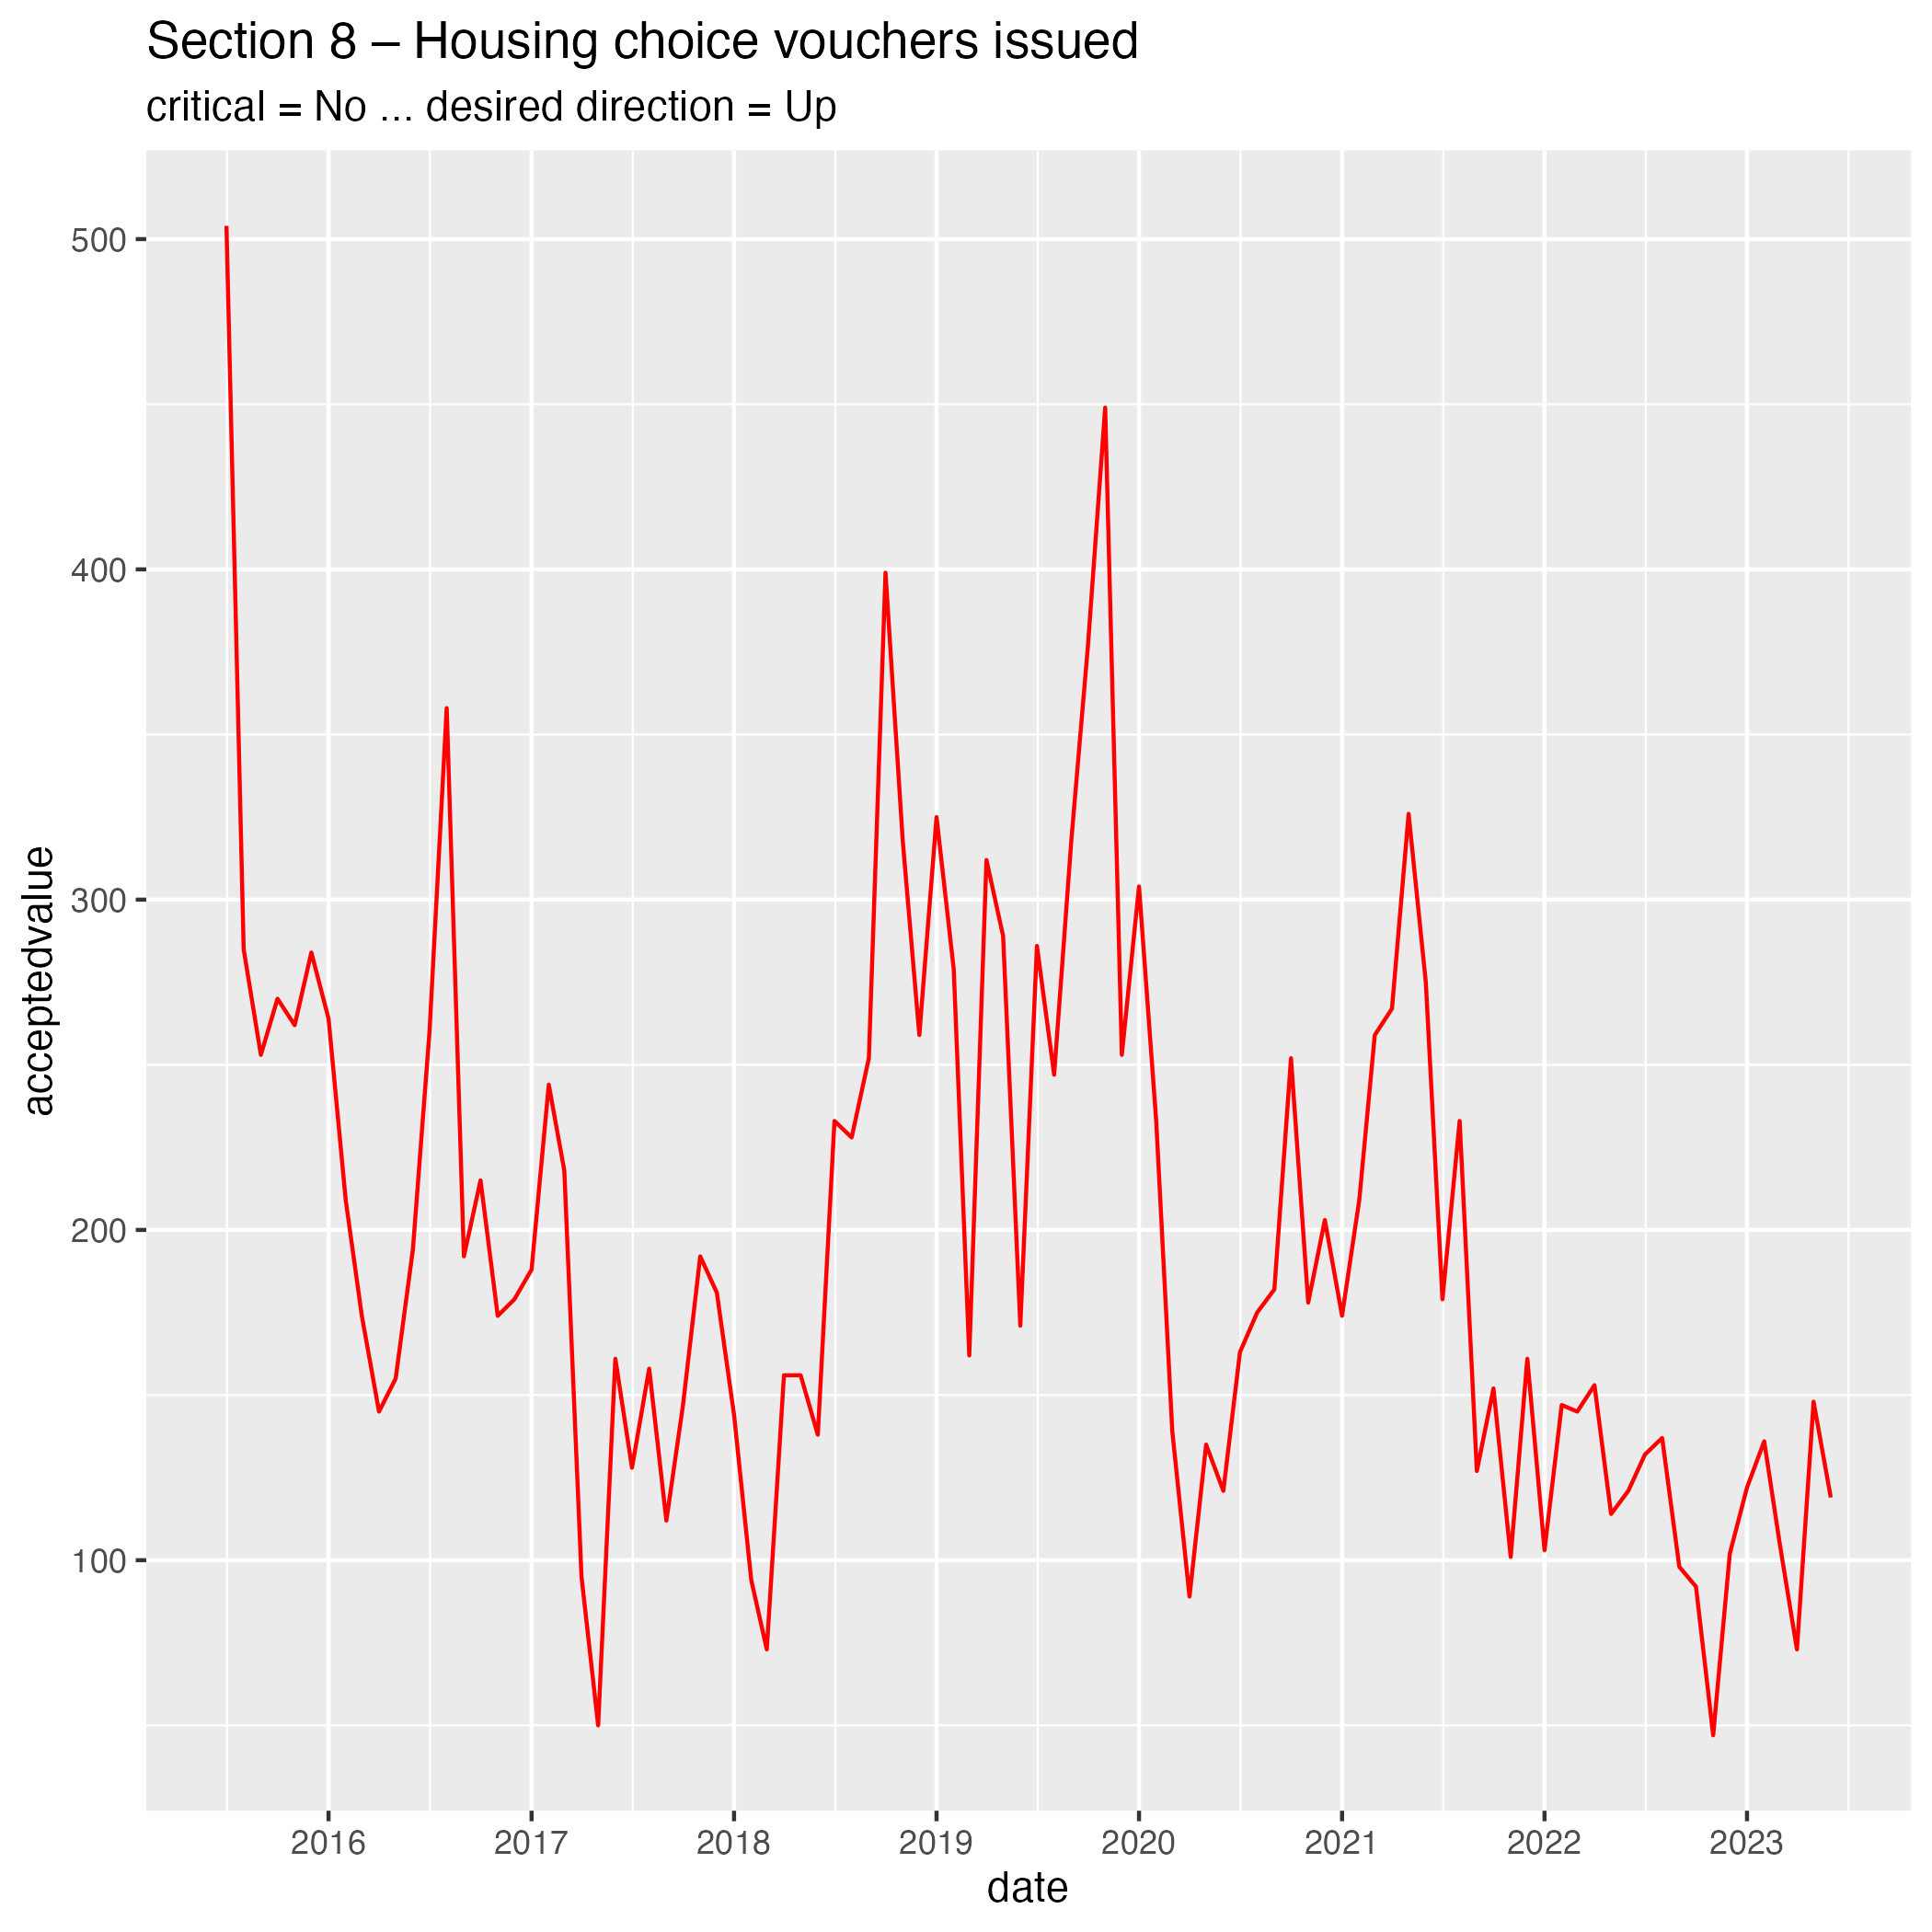 Section 8 – Housing choice vouchers issued
critical = No ... desired direction = Up
acceptedvalue
500
400
300
200
100
2016 2017 2018 2019 2020 2021 2022 2023
date